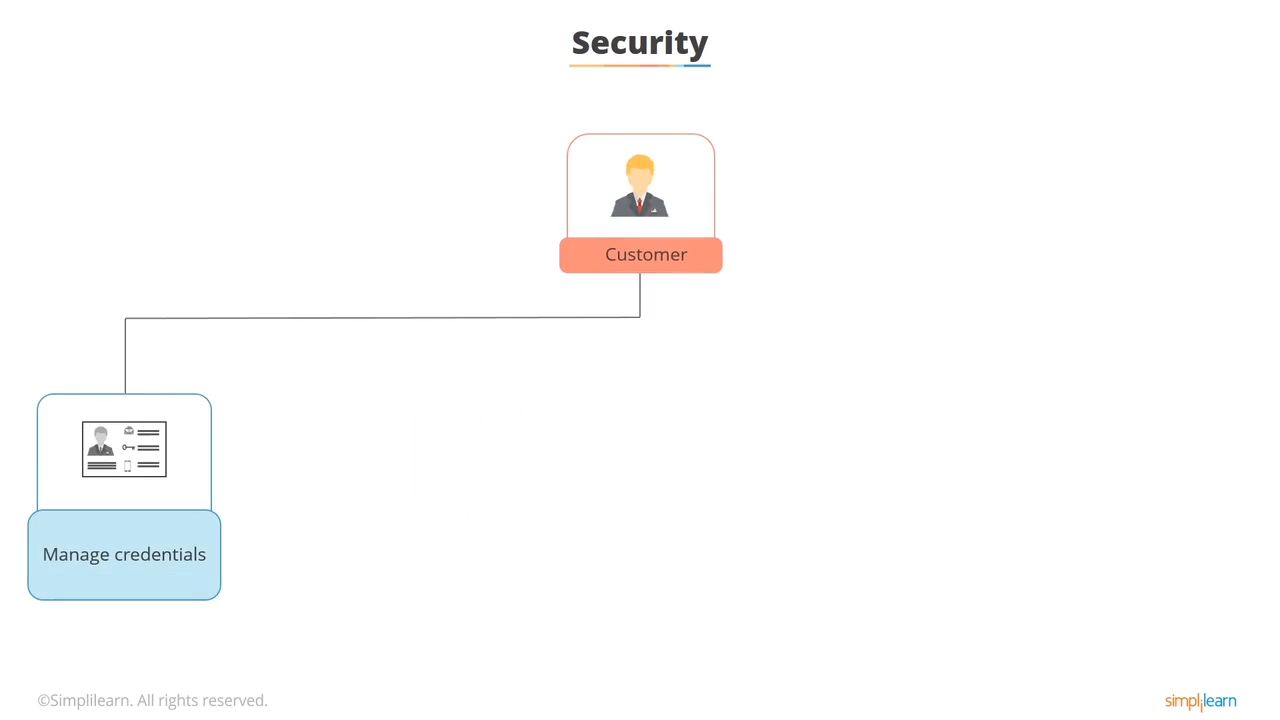 Security
Customer
Manage credentials
©Simplilearn. All rights reserved.
simplilearn